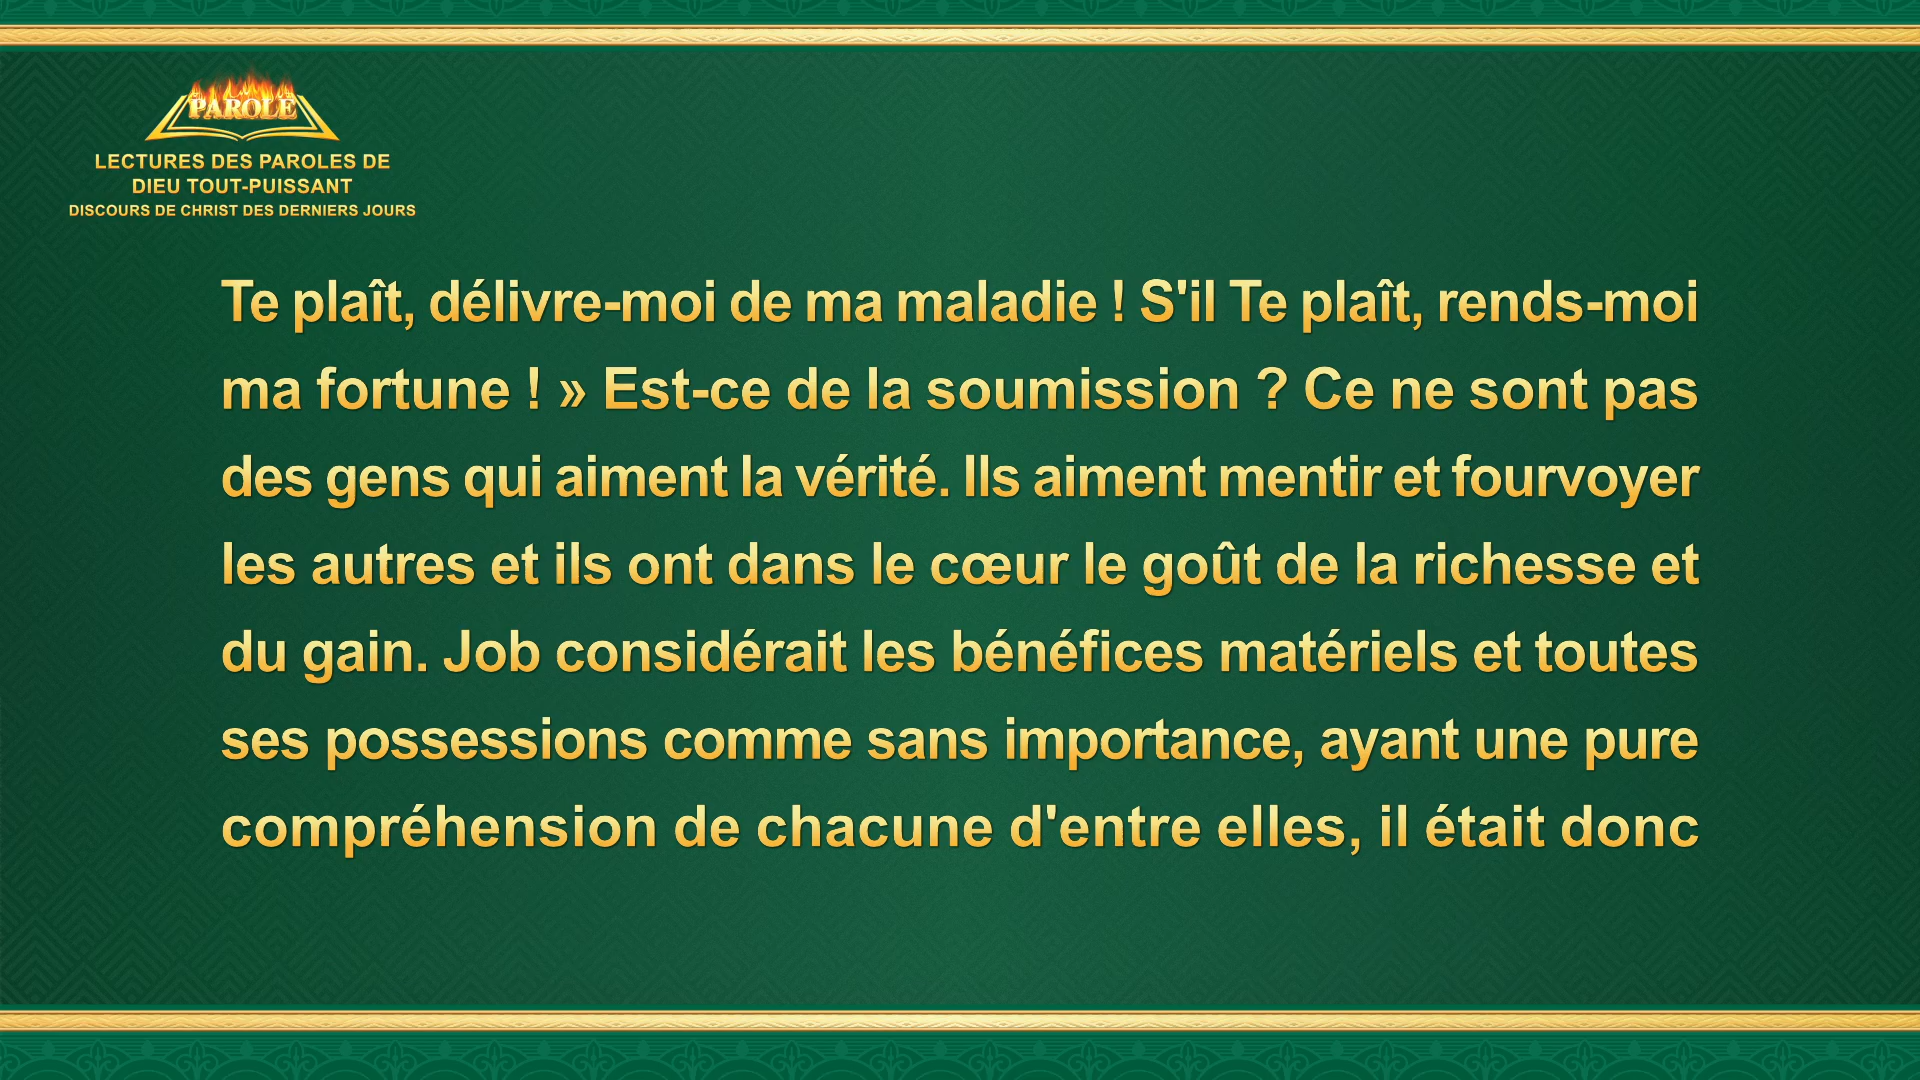 PAROLE
LECTURES DES PAROLES DE
DIEU TOUT-PUISSANT
DISCOURS DE CHRIST DES DERNIERS JOURS
Te plaît, délivre-moi de ma maladie ! S'il Te plaît, rends-moi
ma fortune ! » Est-ce de la soumission ? Ce ne sont pas
des gens qui aiment la vérité. Ils aiment mentir et fourvoyer
les autres et ils ont dans le cœur le goût de la richesse et
du gain. Job considérait les bénéfices matériels et toutes
ses possessions comme sans importance, ayant une pure
compréhension de chacune d'entre elles, il était donc